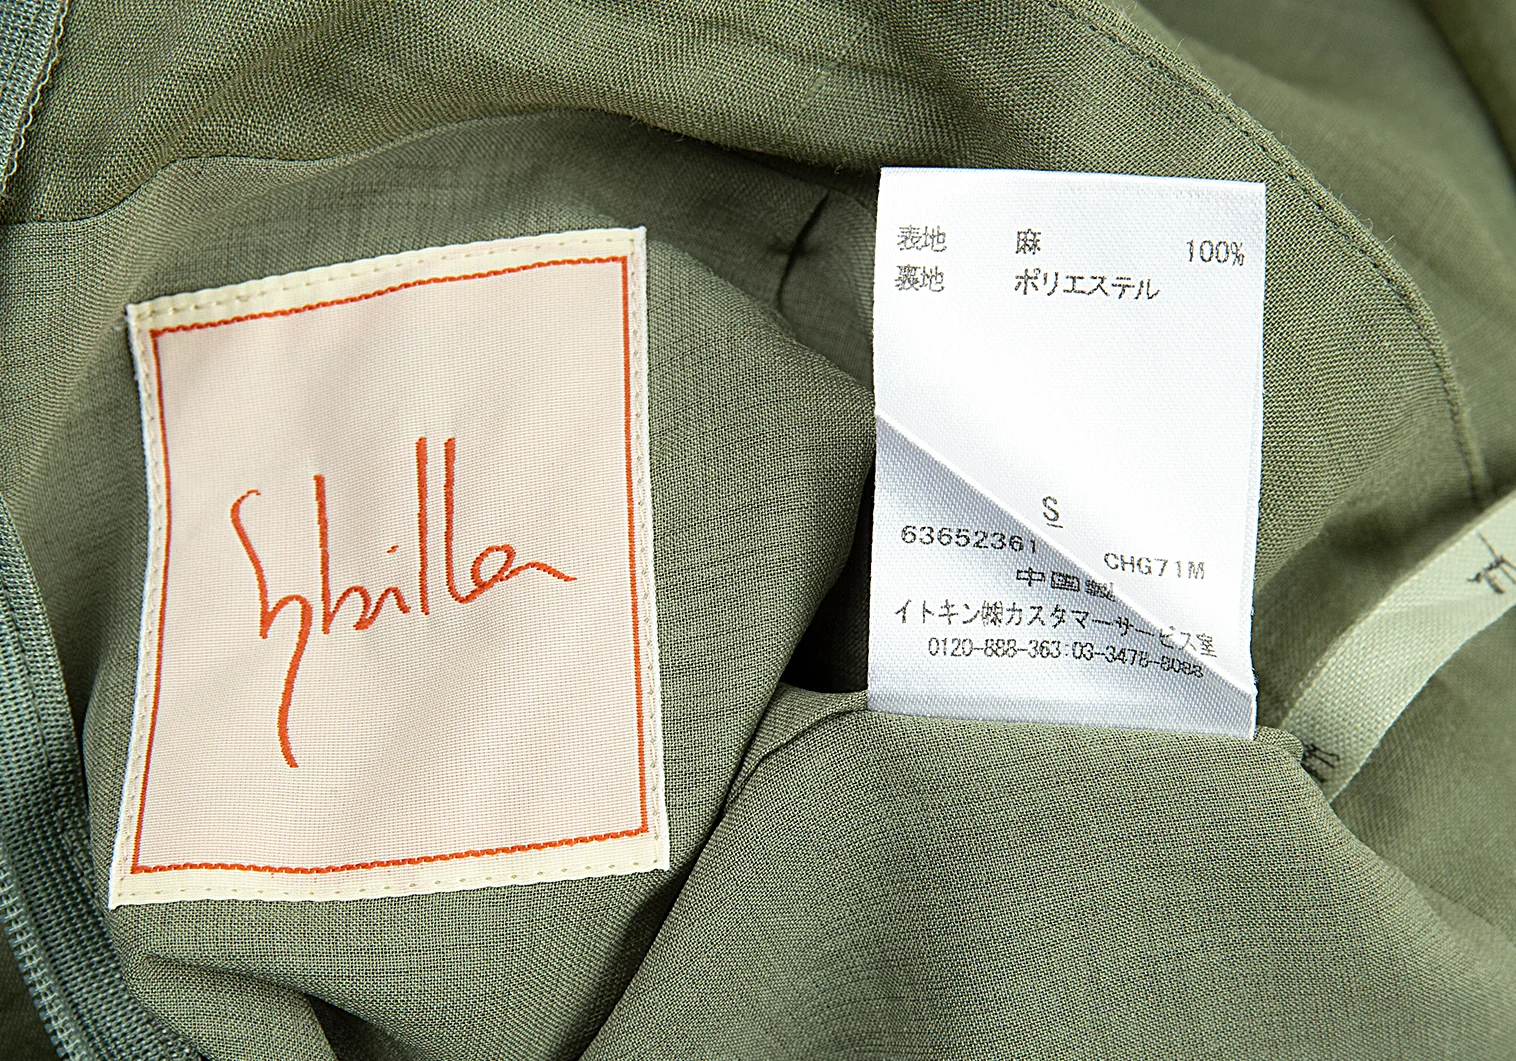 Sybilla
表地 麻 100%
裏地 ポリエステル
S
63652361 CHG71M
中国製
イトキン㈱カスタマーサービス室
0120-888-363:03-3478-8088